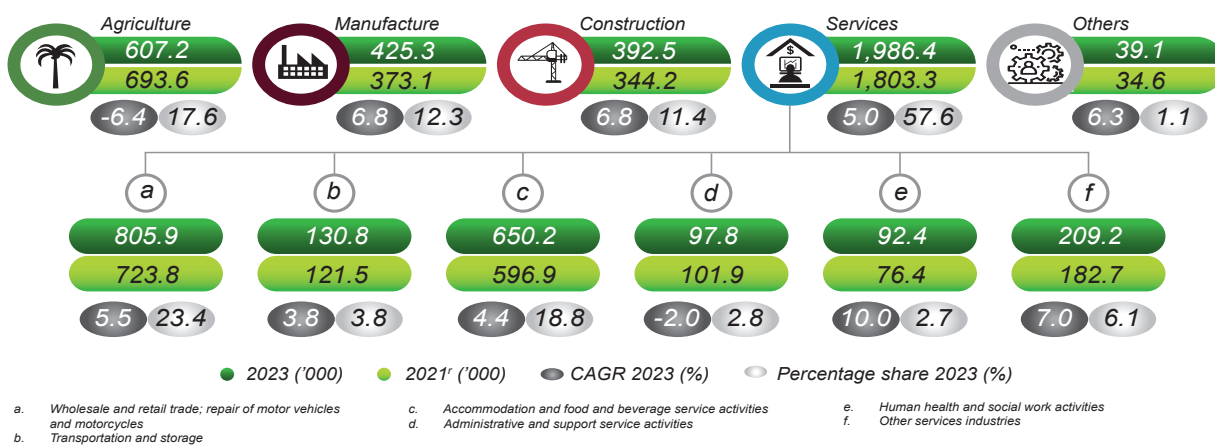 Agriculture
607.2
693.6
-6.4 17.6
Manufacture
425.3
373.1
6.8 12.3
Construction
392.5
344.2
6.8 11.4
Services
$
1,986.4
1,803.3
5.0 57.6
Others
39.1
34.6
6.3 1.1
a
805.9
723.8
5.5 23.4
b
130.8
121.5
3.8 3.8
c
650.2
596.9
4.4 18.8
d
97.8
101.9
-2.0 2.8
e
92.4
76.4
10.0 2.7
f
209.2
182.7
7.0 6.1
2023 ('000) 2021ʳ ('000) CAGR 2023 (%) Percentage share 2023 (%)
a. Wholesale and retail trade; repair of motor vehicles
and motorcycles
b. Transportation and storage
c. Accommodation and food and beverage service activities
d. Administrative and support service activities
e. Human health and social work activities
f. Other services industries